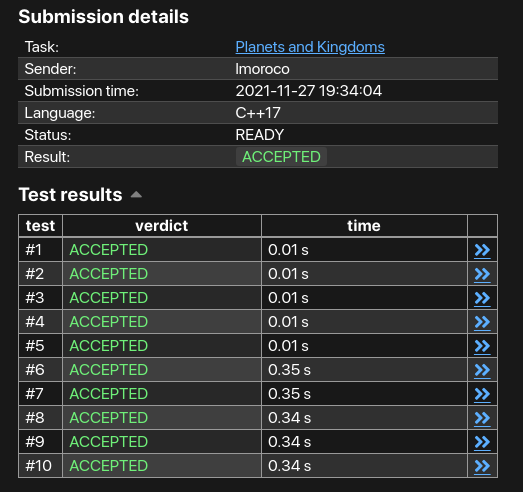 Submission details
Task: Planets and Kingdoms
Sender: lmoroco
Submission time: 2021-11-27 19:34:04
Language: C++17
Status: READY
Result: ACCEPTED
Test results
test verdict time
#1 ACCEPTED 0.01 s
#2 ACCEPTED 0.01 s
#3 ACCEPTED 0.01 s
#4 ACCEPTED 0.01 s
#5 ACCEPTED 0.01 s
#6 ACCEPTED 0.35 s
#7 ACCEPTED 0.35 s
#8 ACCEPTED 0.34 s
#9 ACCEPTED 0.34 s
#10 ACCEPTED 0.34 s